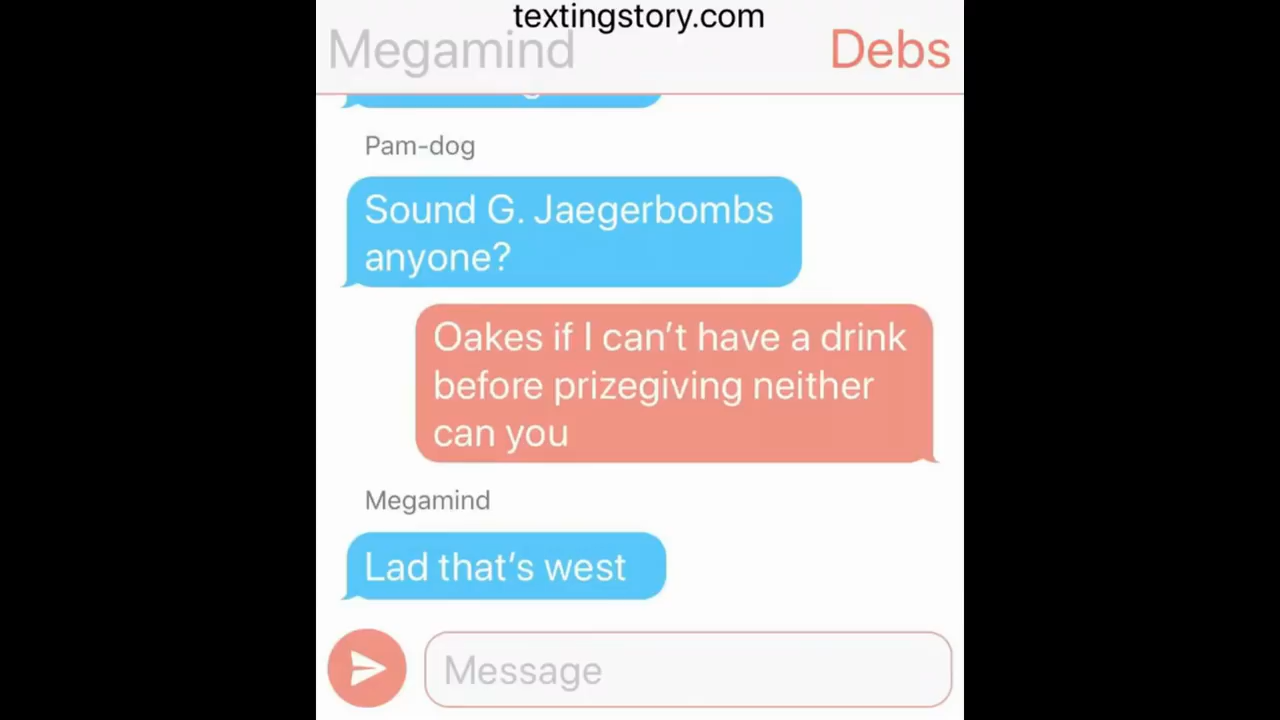 textingstory.com
Megamind
Debs
Pam-dog
Sound G. Jaegerbombs
anyone?
Oakes if I can’t have a drink
before prizegiving neither
can you
Megamind
Lad that’s west
Message